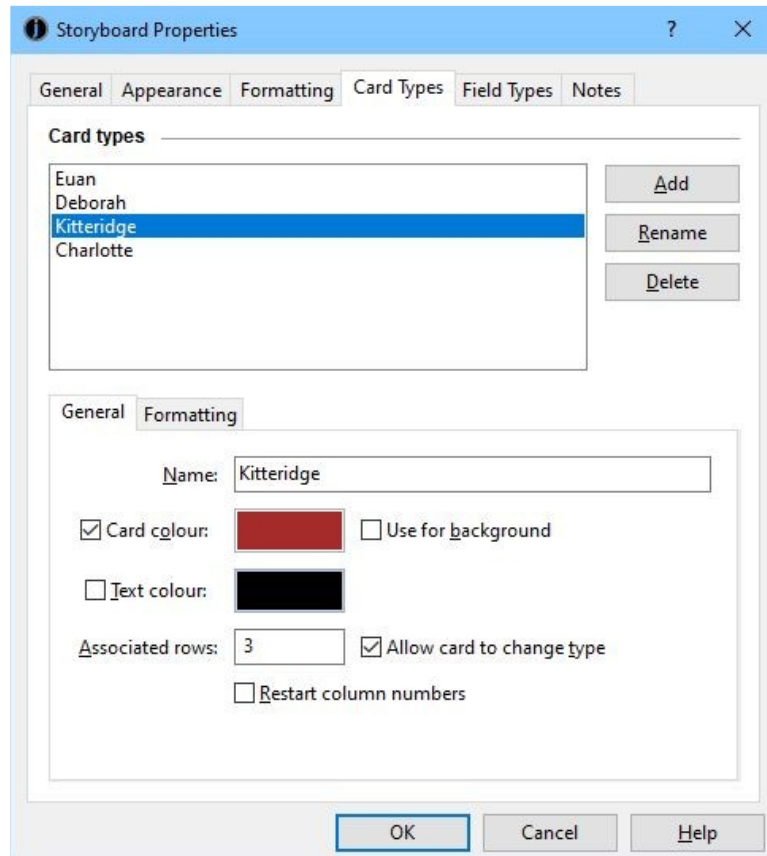 Storyboard Properties
General Appearance Formatting Card Types Field Types Notes
Card types
Euan
Deborah
Kitteridge
Charlotte
Add
Rename
Delete
General Formatting
Name: Kitteridge
Card colour: Use for background
Text colour:
Associated rows: 3 Allow card to change type
Restart column numbers
OK Cancel Help